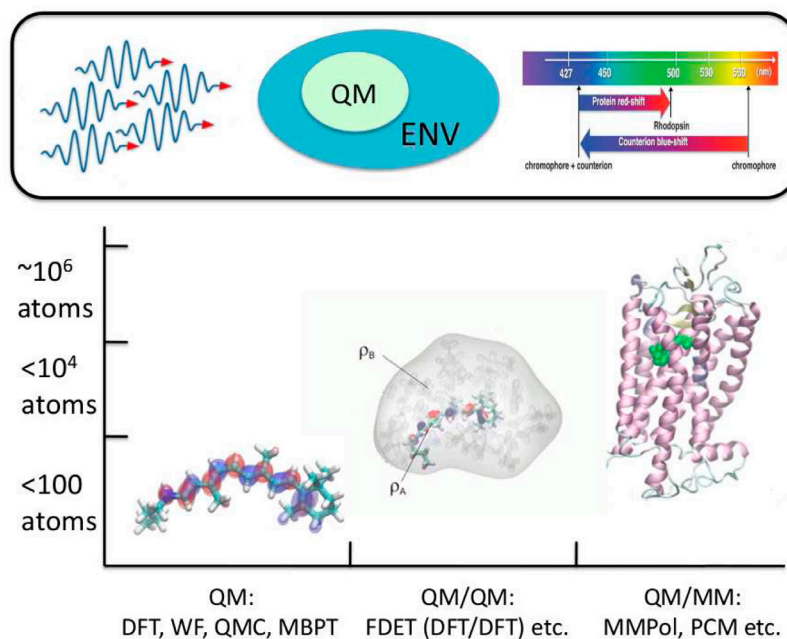 QM
ENV
427 450 500 530 560 (nm)
Protein red-shift
Rhodopsin
Counterion blue-shift
chromophore + counterion chromophore
~10⁶
atoms
<10⁴
atoms
<100
atoms
ρB
ρA
QM: QM/QM: QM/MM:
DFT, WF, QMC, MBPT FDET (DFT/DFT) etc. MMPol, PCM etc.